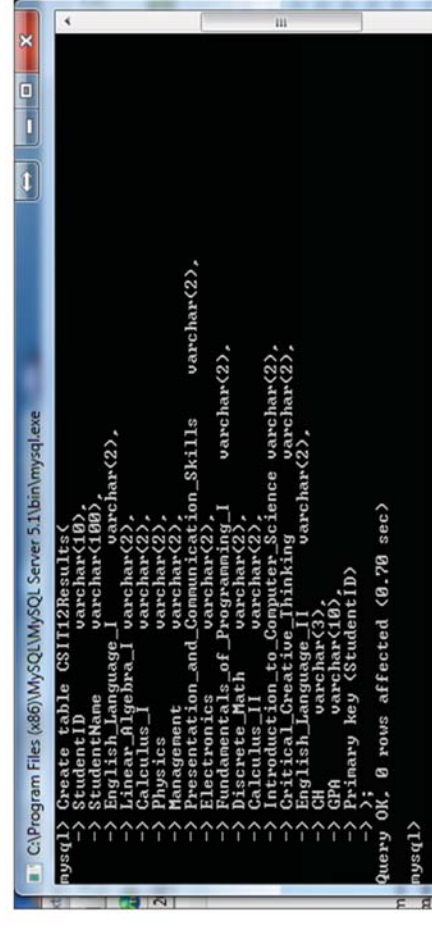 C:\Program Files (x86)\MySQL\MySQL Server 5.1\bin\mysql.exe
mysql> Create table CSIT12Results(
-> StudentID varchar(10),
-> StudentName varchar(100),
-> English_Language_I varchar(2),
-> Linear_Algebra_I varchar(2),
-> Calculus_I varchar(2),
-> Physics varchar(2),
-> Management varchar(2),
-> Presentation_and_Communication_Skills varchar(2),
-> Electronics varchar(2),
-> Fundamentals_of_Programming_I varchar(2),
-> Discrete_Math varchar(2),
-> Calculus_II varchar(2),
-> Introduction_to_Computer_Science varchar(2),
-> Critical_Creative_Thinking varchar(2),
-> English_Language_II varchar(2),
-> CH varchar(3),
-> GPA varchar(10),
-> Primary key (StudentID)
-> );
Query OK, 0 rows affected (0.70 sec)
mysql>